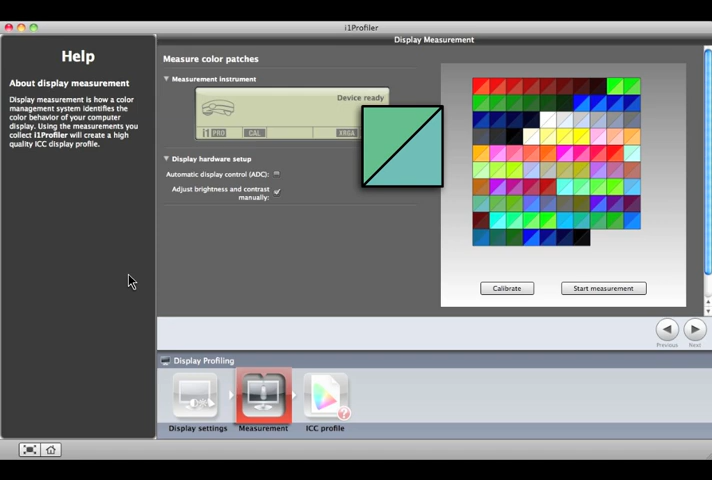 i1Profiler
Display Measurement
Help
About display measurement
Display measurement is how a color
management system identifies the
color behavior of your computer
display. Using the measurements you
collect i1Profiler will create a high
quality ICC display profile.
Measure color patches
Measurement instrument
Device ready
i1 PRO
CAL
XRGA
Display hardware setup
Automatic display control (ADC):
Adjust brightness and contrast
manually:
Calibrate
Start measurement
Previous
Next
Display Profiling
Display settings
Measurement
ICC profile